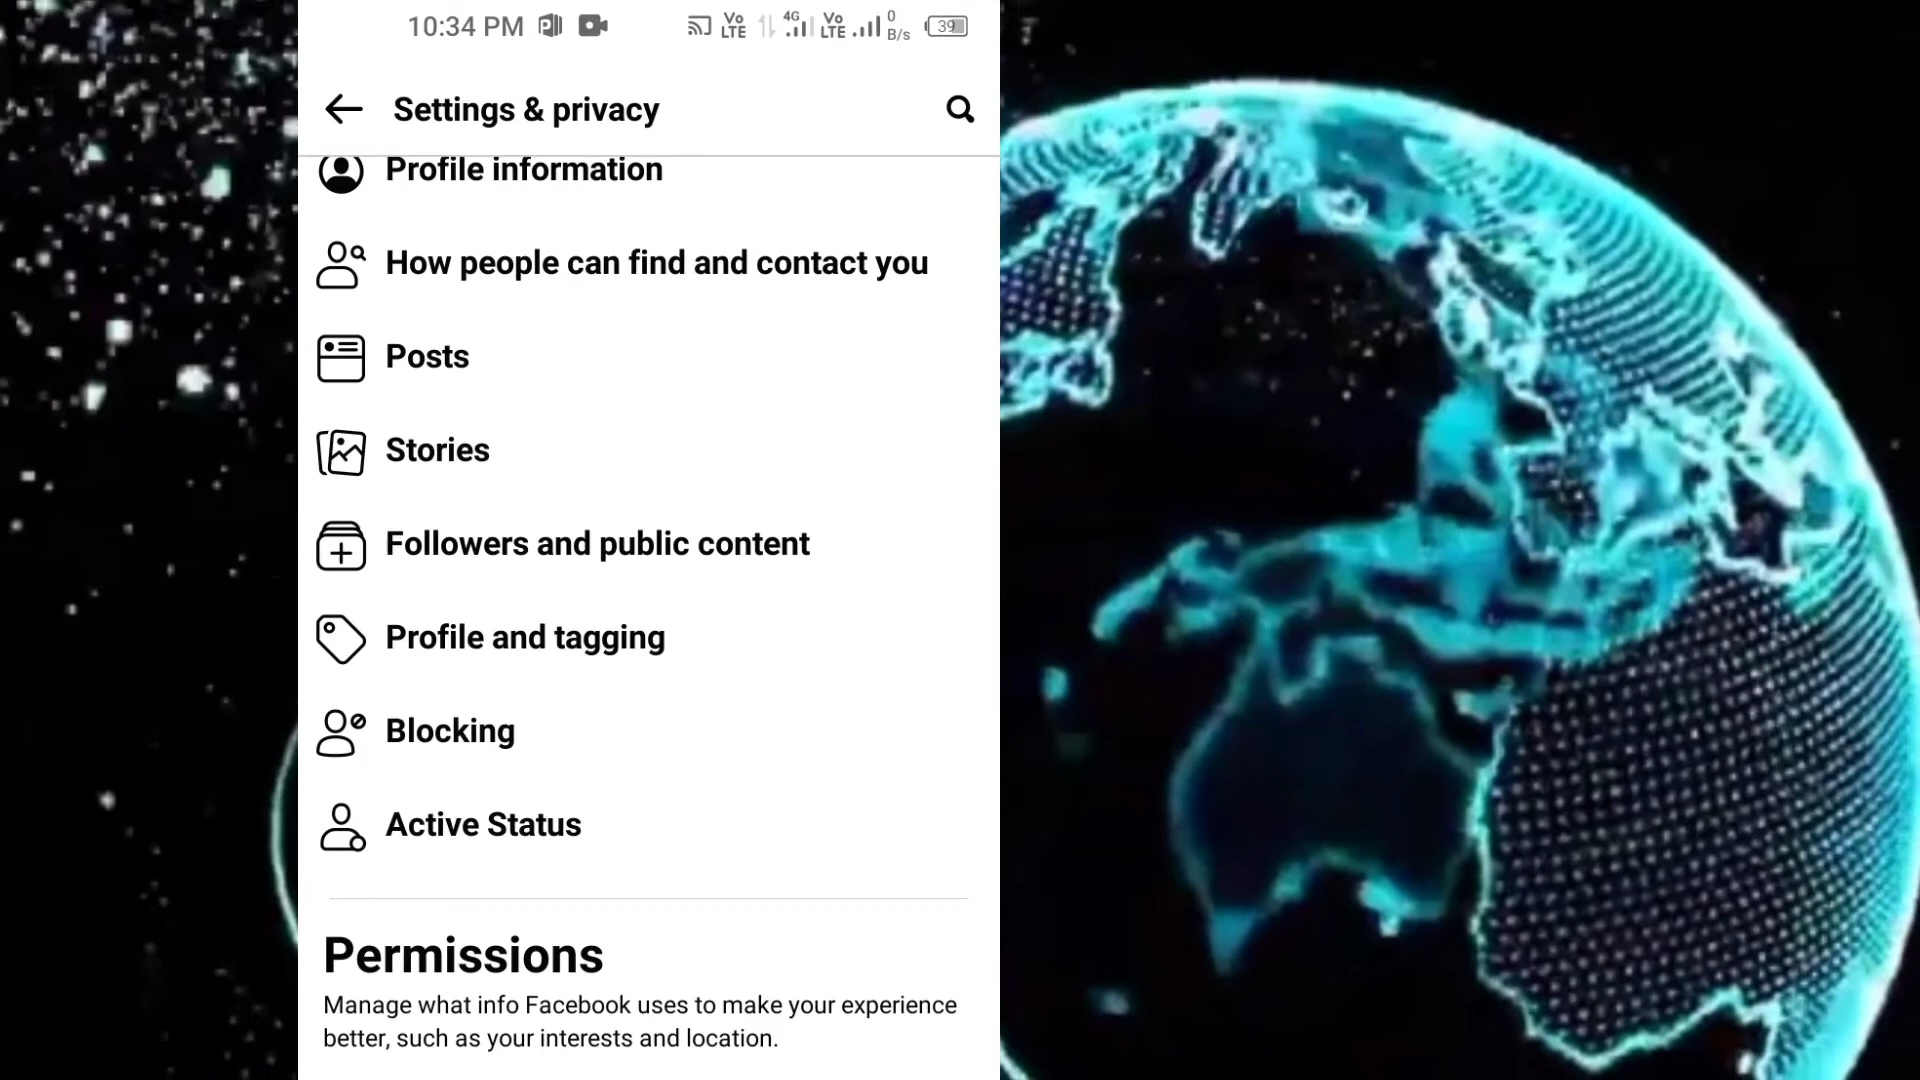 10:34 PM Vo LTE 4G Vo LTE 0 B/s 39
Settings & privacy
Profile information
How people can find and contact you
Posts
Stories
Followers and public content
Profile and tagging
Blocking
Active Status
Permissions
Manage what info Facebook uses to make your experience
better, such as your interests and location.